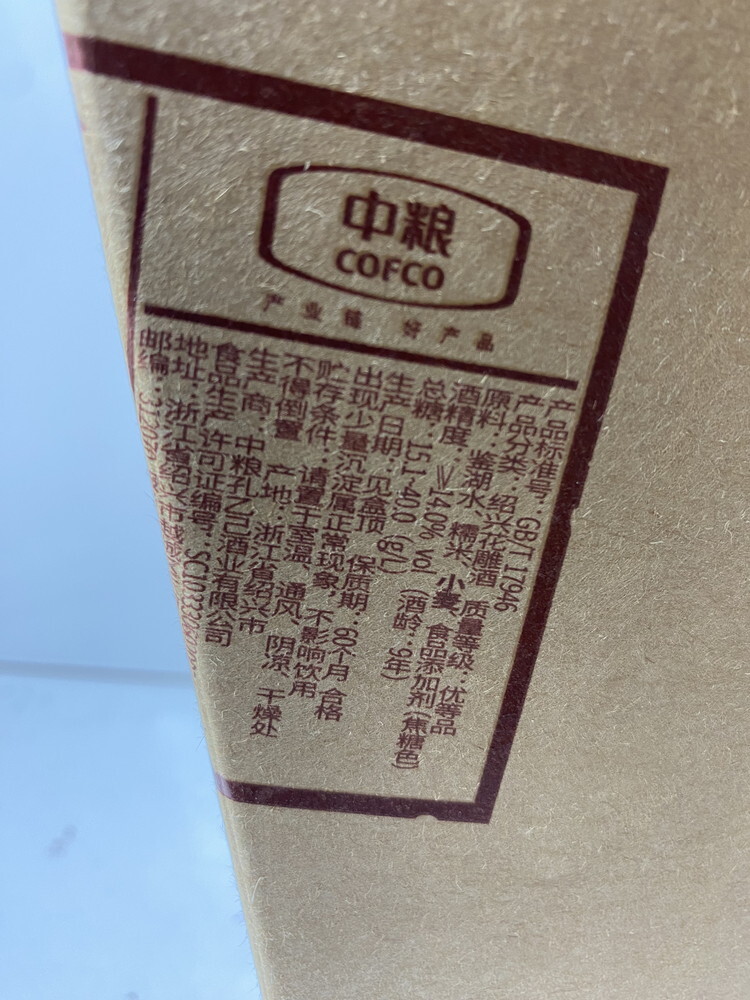 中粮
COFCO
产业链 好产品
产品标准号：GB/T 17946
产品分类：绍兴花雕酒 质量等级：优等品
原料：鉴湖水、糯米、小麦、食品添加剂(焦糖色)
酒精度：≥14.0% vol (酒龄：9年)
总糖：15.1-40.0 (g/L)
生产日期：见盒顶 保质期：60个月 合格
出现少量沉淀属正常现象，不影响饮用
贮存条件：请置于室温、通风、阴凉、干燥处
不得倒置 产地：浙江省绍兴市
生产商：中粮孔乙己酒业有限公司
食品生产许可证编号：SC10333
地址：浙江省绍兴市越
邮编：312